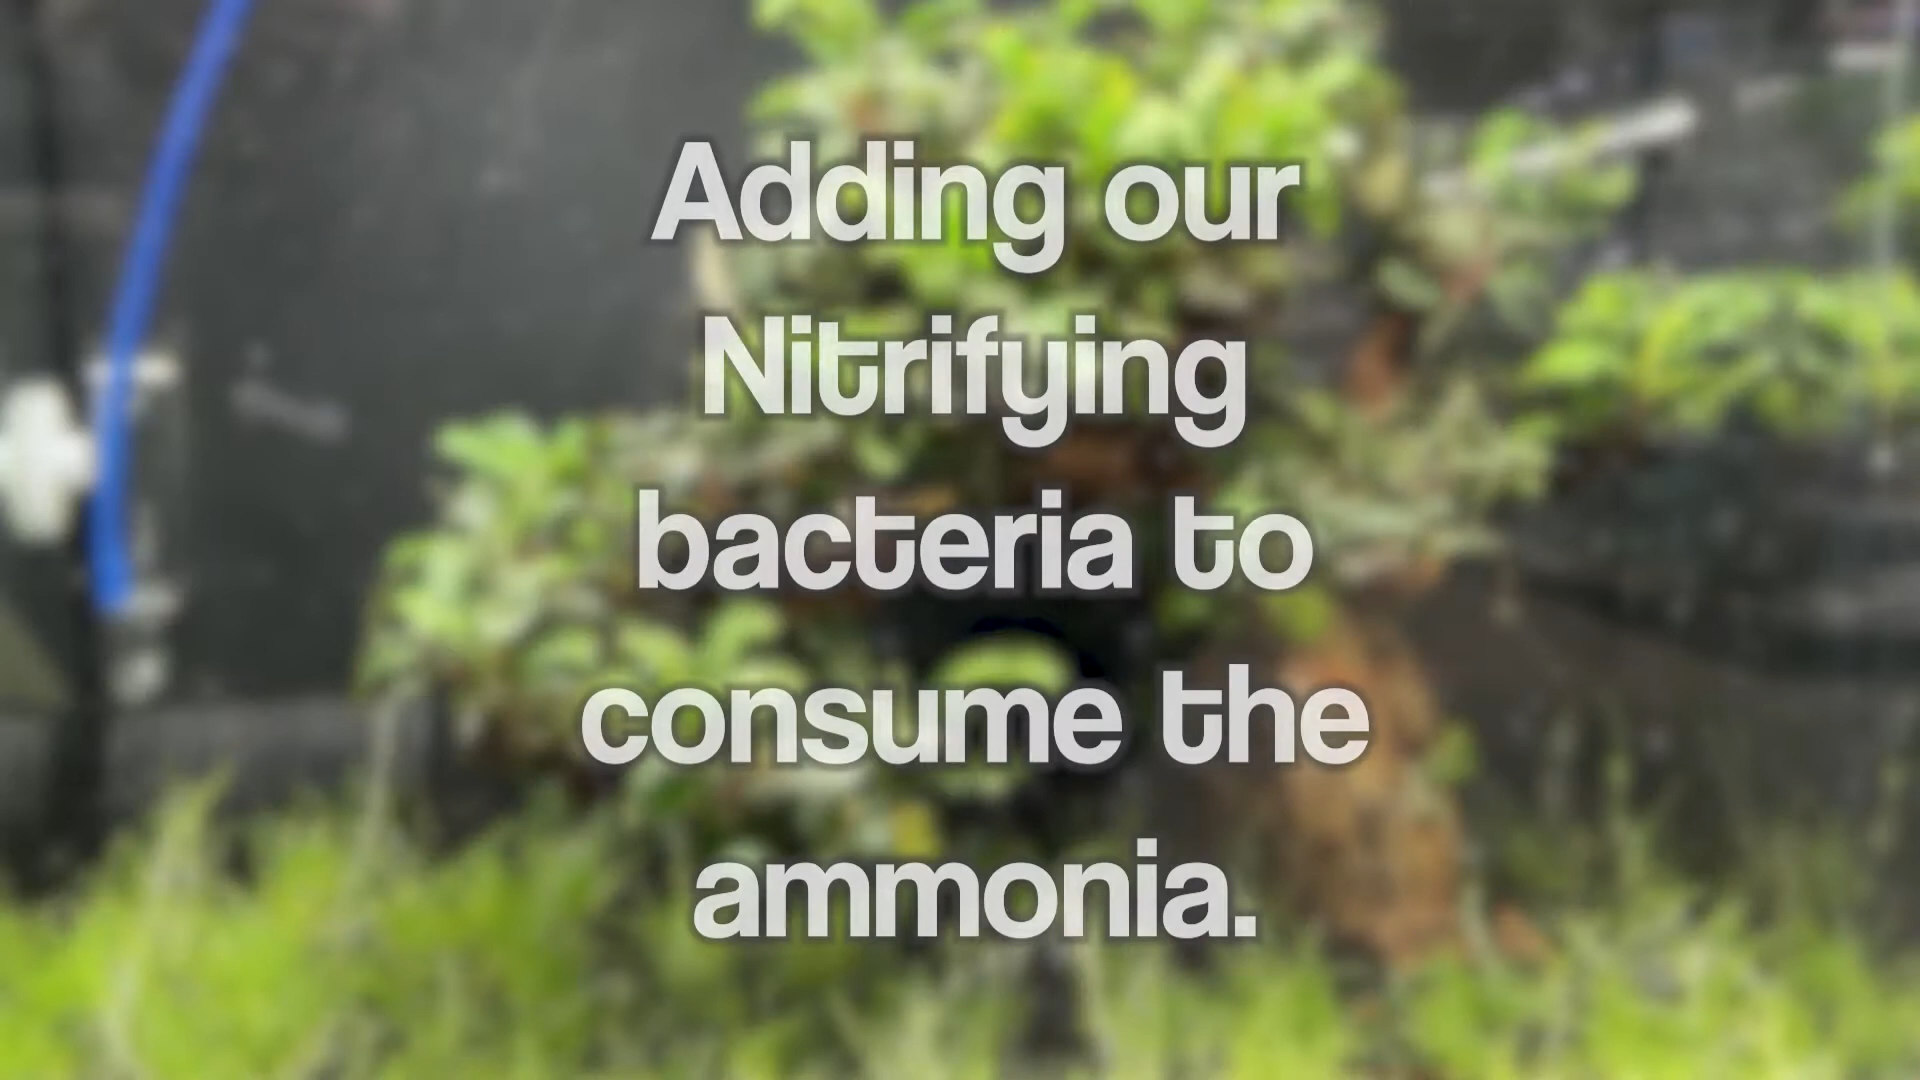 Adding our
Nitrifying
bacteria to
consume the
ammonia.